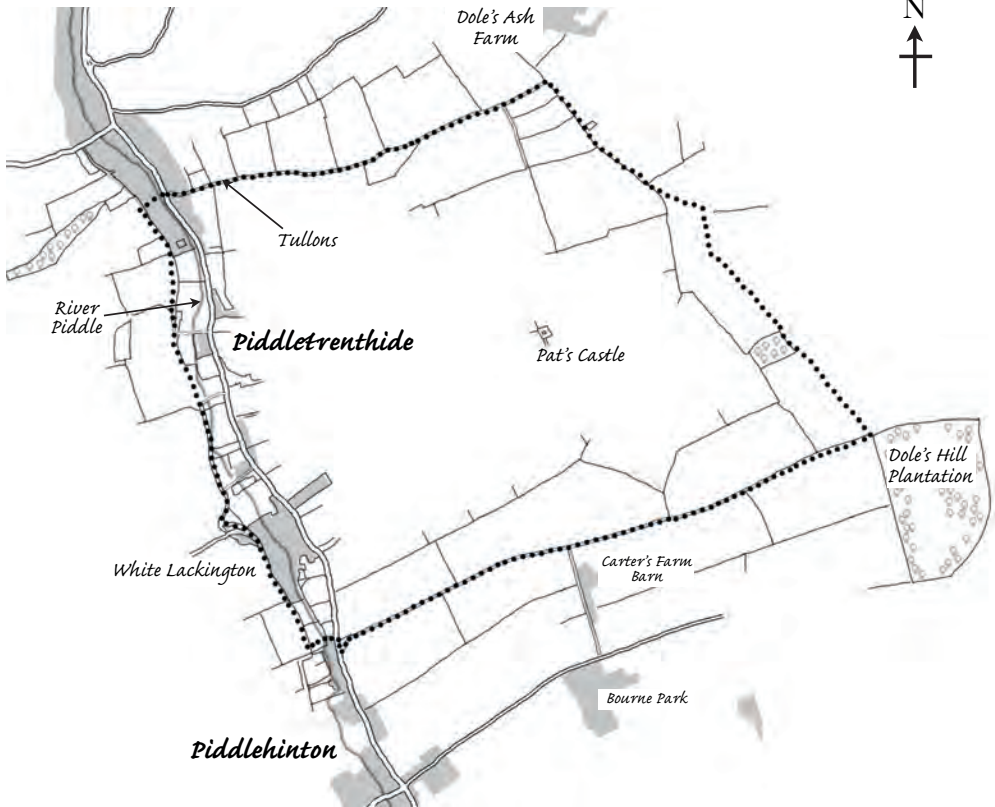 N
Dole's Ash
Farm
Tullons
River
Piddle
Piddletrenthide
Pat's Castle
Dole's Hill
Plantation
White Lackington
Carter's Farm
Barn
Bourne Park
Piddlehinton